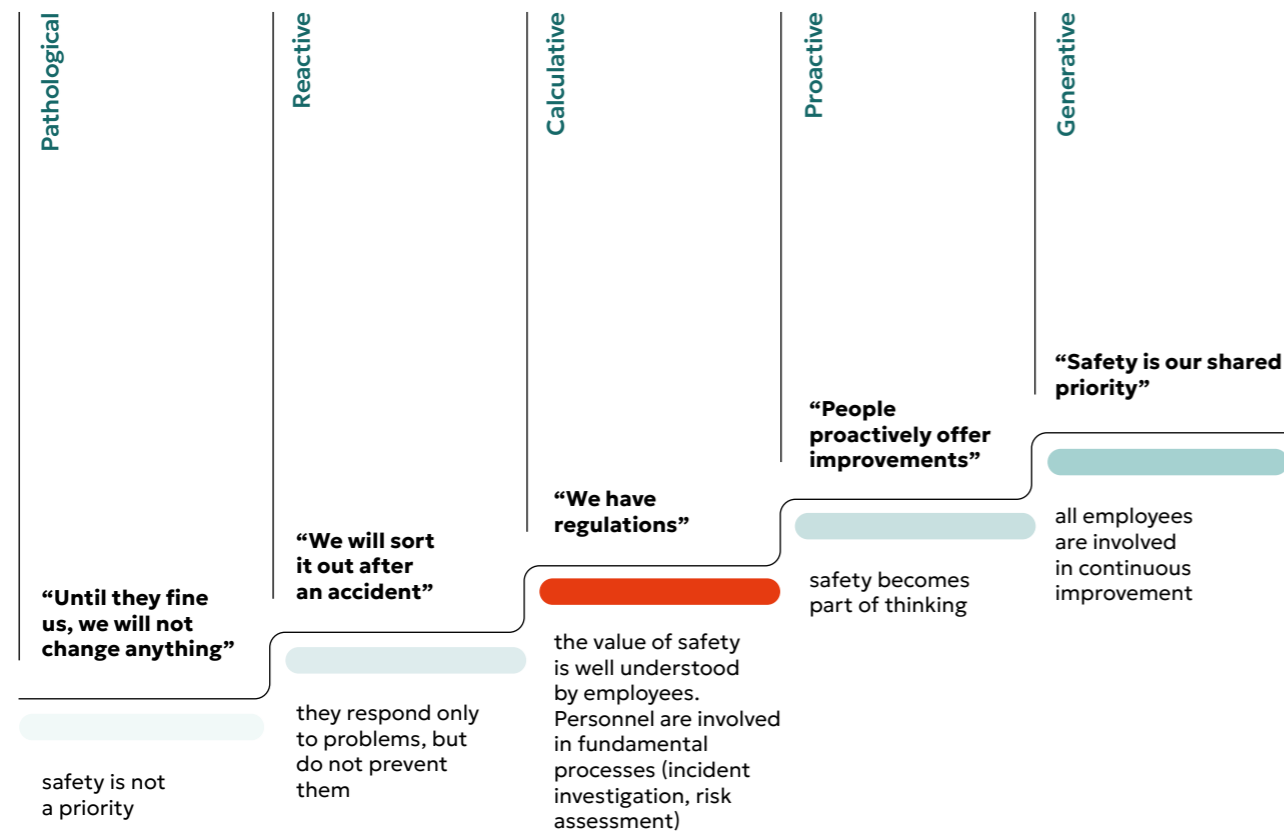 Pathological
Reactive
Calculative
Proactive
Generative
“Until they fine
us, we will not
change anything”
safety is not
a priority
“We will sort
it out after
an accident”
they respond only
to problems, but
do not prevent
them
“We have
regulations”
the value of safety
is well understood
by employees.
Personnel are involved
in fundamental
processes (incident
investigation, risk
assessment)
“People
proactively offer
improvements”
safety becomes
part of thinking
“Safety is our shared
priority”
all employees
are involved
in continuous
improvement